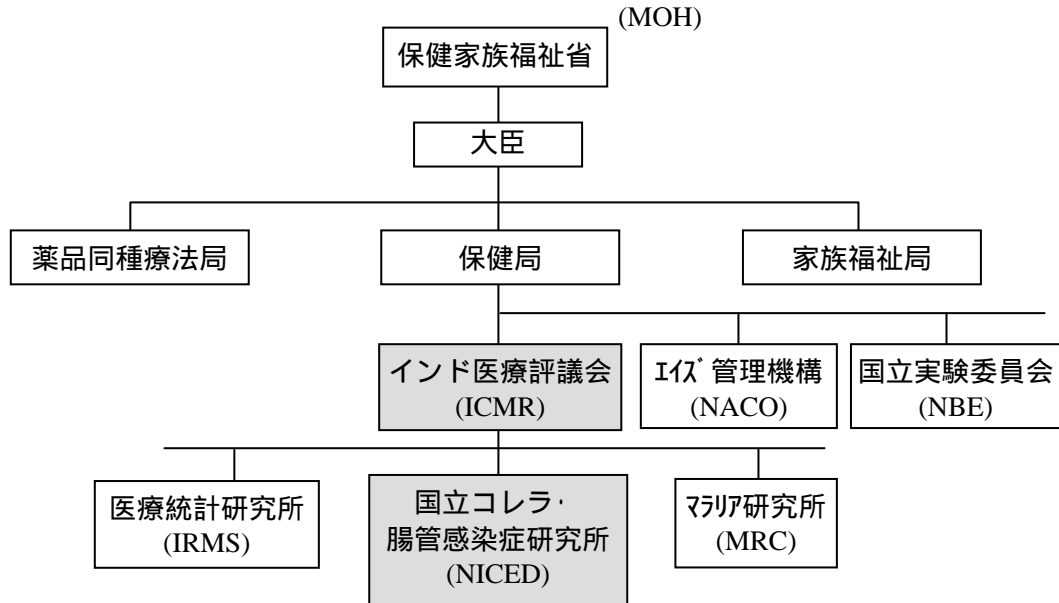 (MOH)
保健家族福祉省
大臣
薬品同種療法局
保健局
家族福祉局
インド医療評議会
(ICMR)
ｴｲｽﾞ管理機構
(NACO)
国立実験委員会
(NBE)
医療統計研究所
(IRMS)
国立コレラ・
腸管感染症研究所
(NICED)
ﾏﾗﾘｱ研究所
(MRC)